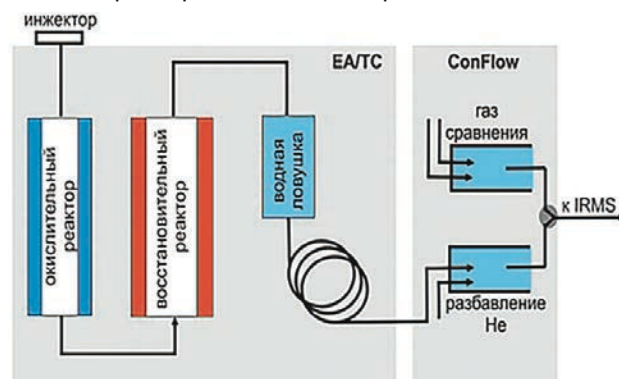 инжектор
EA/TC
ConFlow
окислительный
реактор
восстановительный
реактор
водная
ловушка
газ
сравнения
к IRMS
разбавление
He